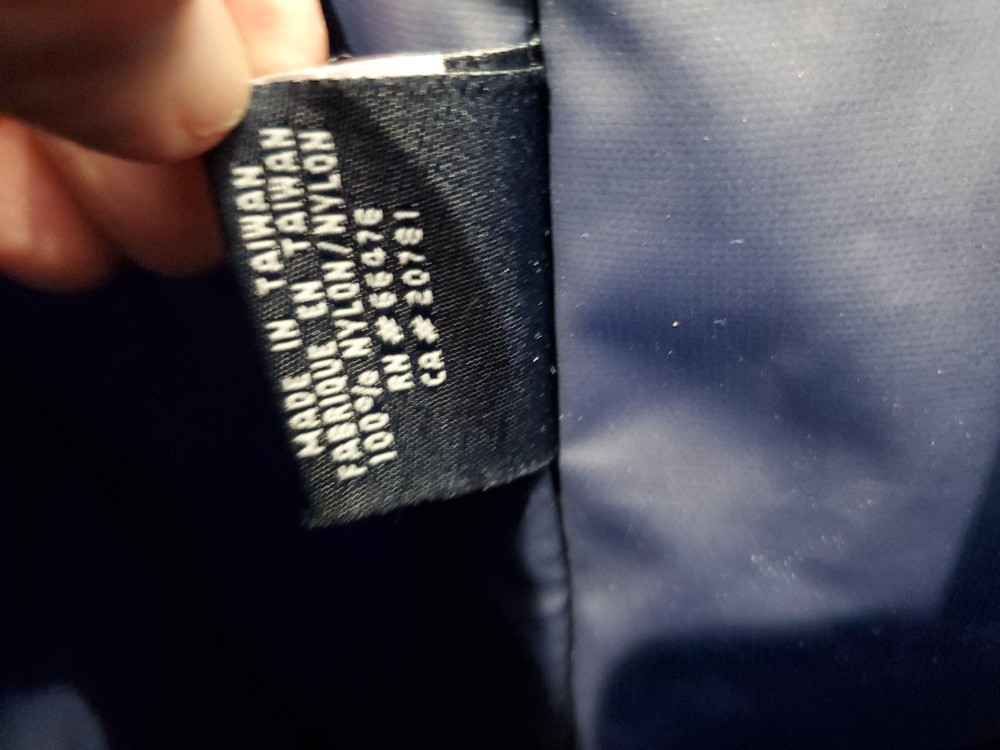 MADE IN TAIWAN
FABRIQUE EN TAIWAN
100% NYLON/NYLON
RN # 66476
CA # 20781